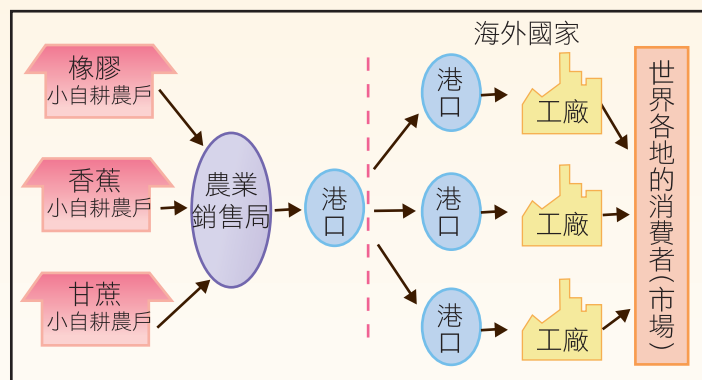 海外國家
橡膠
小自耕農戶
香蕉
小自耕農戶
甘蔗
小自耕農戶
農業
銷售局
港
口
港
口
港
口
港
口
工廠
工廠
工廠
世界各地的消費者(市場)